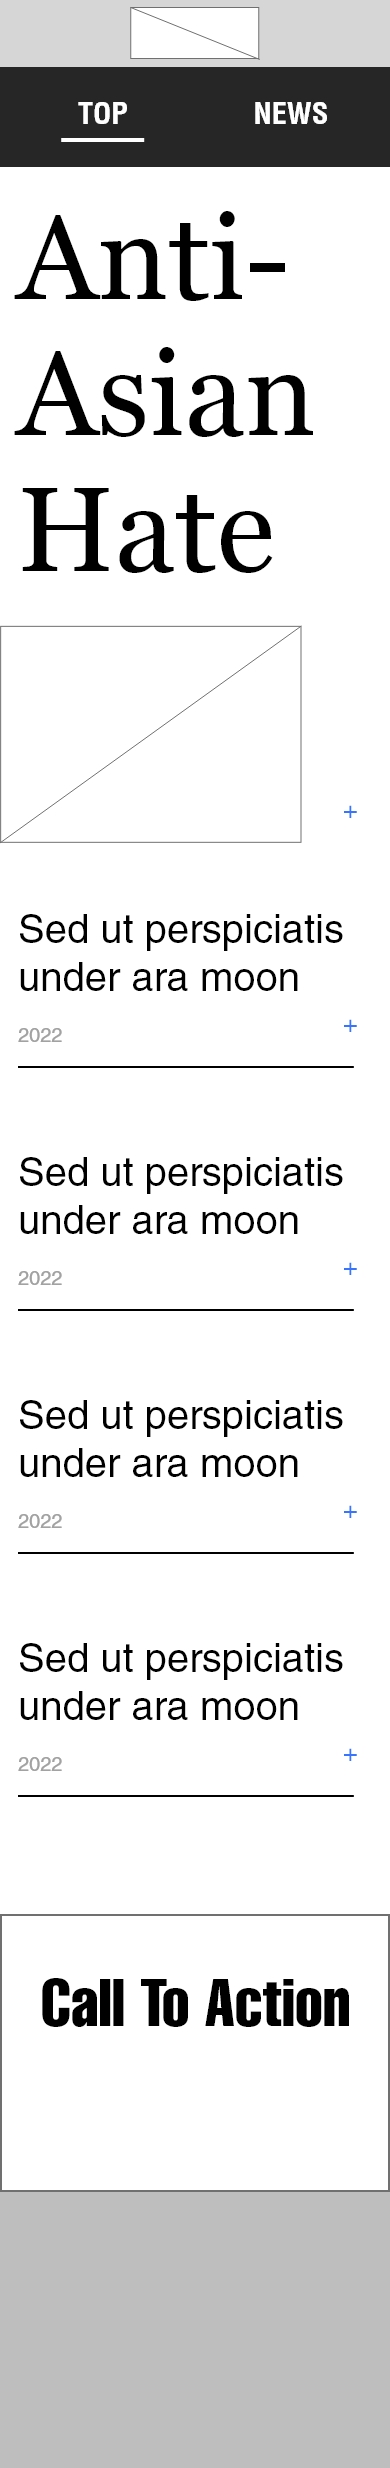 TOP NEWS
Anti-
Asian
Hate
+
Sed ut perspiciatis
under ara moon
2022 +
Sed ut perspiciatis
under ara moon
2022 +
Sed ut perspiciatis
under ara moon
2022 +
Sed ut perspiciatis
under ara moon
2022 +
Call To Action